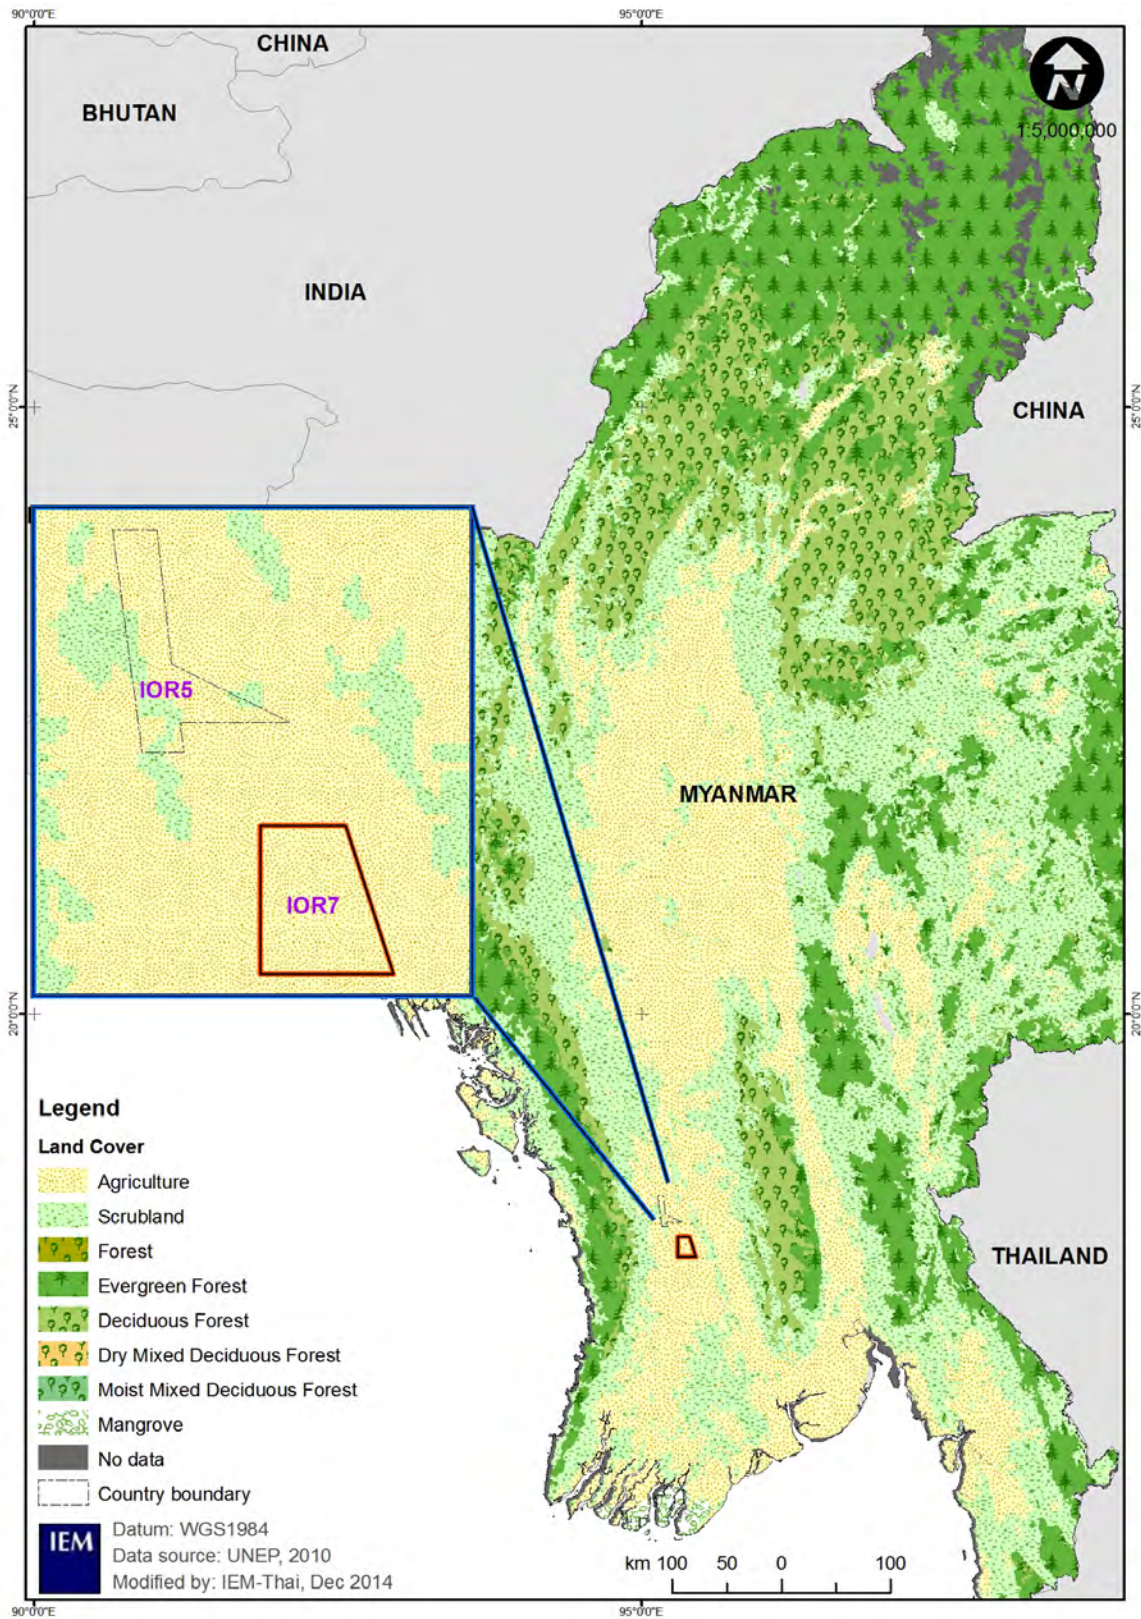 90°0'0"E
95°0'0"E
CHINA
BHUTAN
1:5,000,000
INDIA
25°0'0"N
CHINA
25°0'0"N
IOR5
MYANMAR
IOR7
20°0'0"N
20°0'0"N
Legend
Land Cover
Agriculture
Scrubland
Forest
Evergreen Forest
Deciduous Forest
Dry Mixed Deciduous Forest
Moist Mixed Deciduous Forest
Mangrove
No data
Country boundary
THAILAND
IEM
Datum: WGS1984
Data source: UNEP, 2010
Modified by: IEM-Thai, Dec 2014
km 100 50 0 100
90°0'0"E
95°0'0"E
N